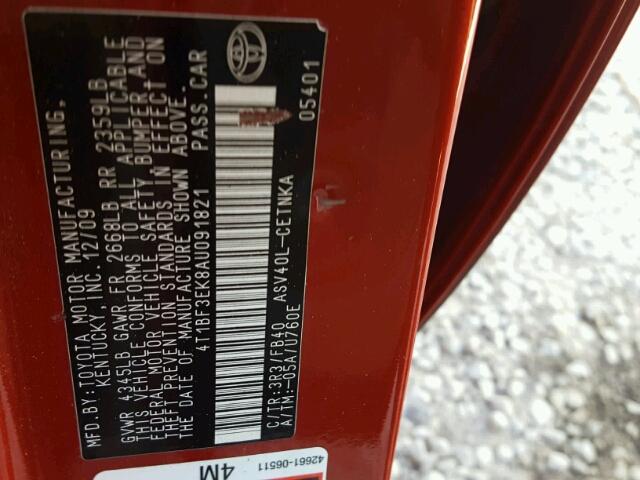 MFD.BY:TOYOTA MOTOR MANUFACTURING,
KENTUCKY, INC. 12/09
GVWR 4345LB GAWR FR 2668LB RR 2359LB
THIS VEHICLE CONFORMS TO ALL APPLICABLE
FEDERAL MOTOR VEHICLE SAFETY,BUMPER,AND
THEFT PREVENTION STANDARDS IN EFFECT ON
THE DATE OF MANUFACTURE SHOWN ABOVE.
4T1BF3EK8AU091821 PASS.CAR
C/TR:3R3/FB40 ASV40L-CETNKA
A/TM:-05A/U760E
05401
42661-06511
4M